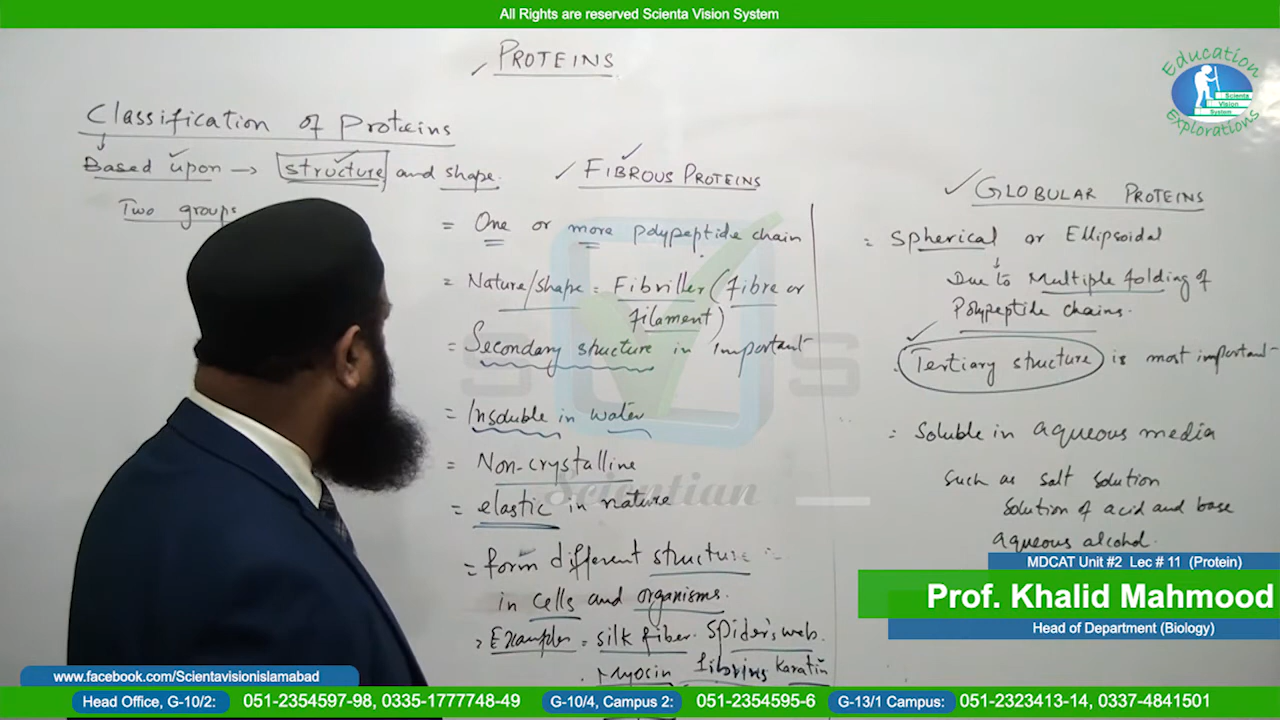 All Rights are reserved Scienta Vision System
PROTEINS
Education
Scienta
Vision
System
Explorations
Classification of Proteins
Based upon → structure and shape.
Two groups
FIBROUS PROTEINS
= One or more polypeptide chain
= Nature/shape = Fibriller (fibre or
filament)
= Secondary structure in important
= Insoluble in water
= Non-crystalline
= elastic in nature
= form different structure
in cells and organisms.
= Examples = silk fiber. Spider's web.
Myosin fibrins Karatin
GLOBULAR PROTEINS
= Spherical or Ellipsoidal
Due to Multiple folding of
Polypeptide chains.
Tertiary structure is most important
= Soluble in aqueous media
such as salt solution
solution of acid and base
aqueous alcohol.
S S
Scientian
MDCAT Unit #2 Lec # 11 (Protein)
Prof. Khalid Mahmood
Head of Department (Biology)
www.facebook.com/Scientavisionislamabad
Head Office, G-10/2: 051-2354597-98, 0335-1777748-49 G-10/4, Campus 2: 051-2354595-6 G-13/1 Campus: 051-2323413-14, 0337-4841501